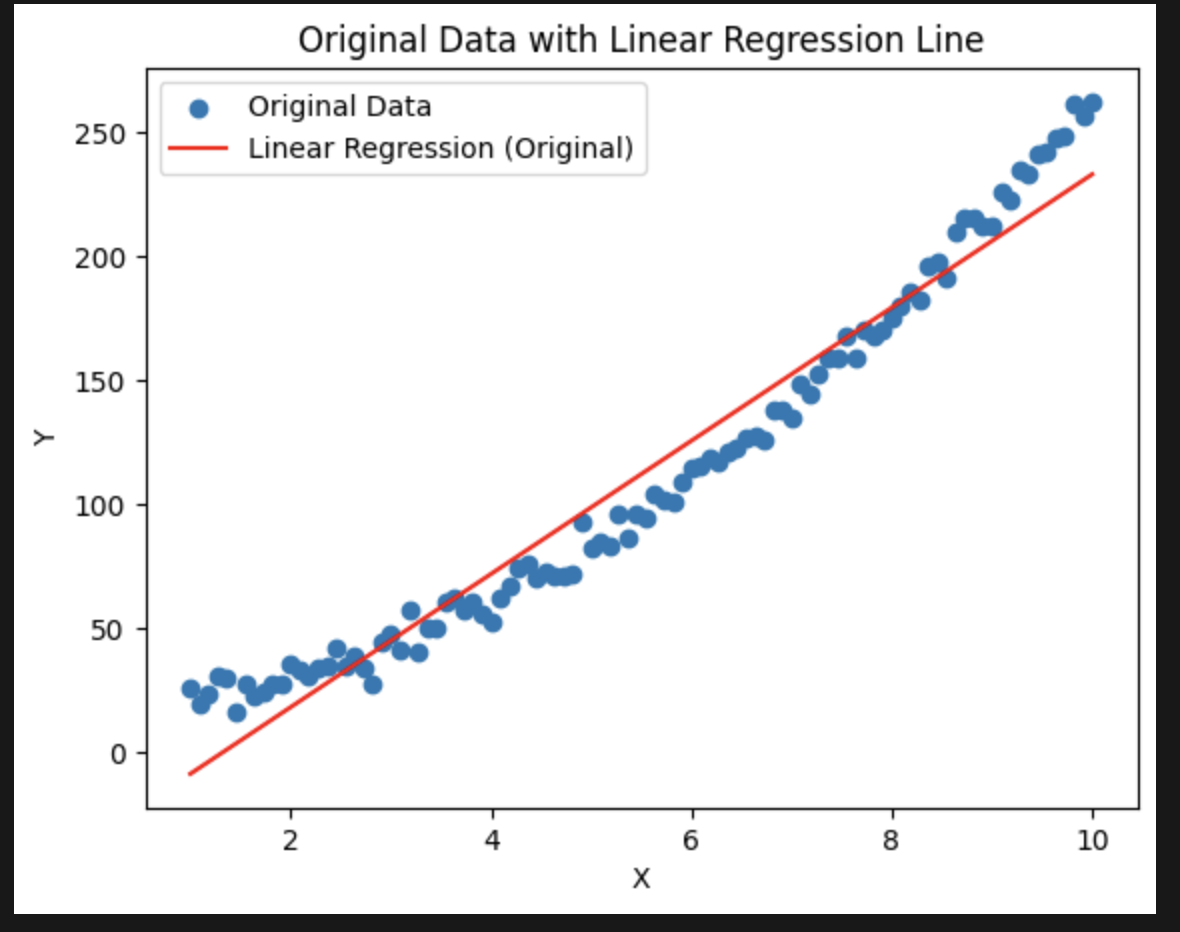 Original Data with Linear Regression Line
Original Data
Linear Regression (Original)
250
200
150
100
50
0
Y
2 4 6 8 10
X